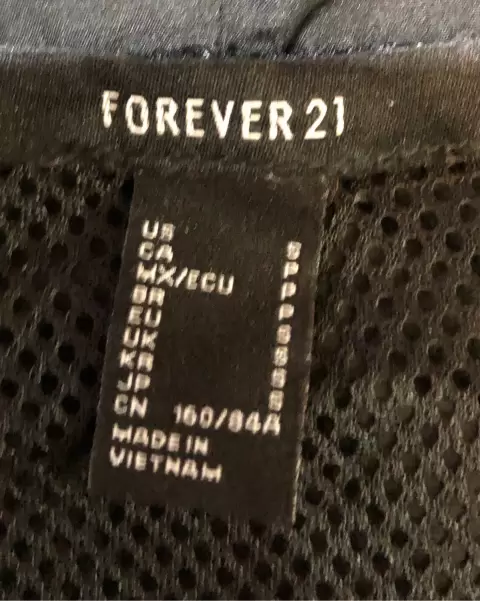 FOREVER 21
US S
CA P
MX/ECU P
BR P
EU S
UK S
KR S
JP S
CN 160/84A
MADE IN
VIETNAM